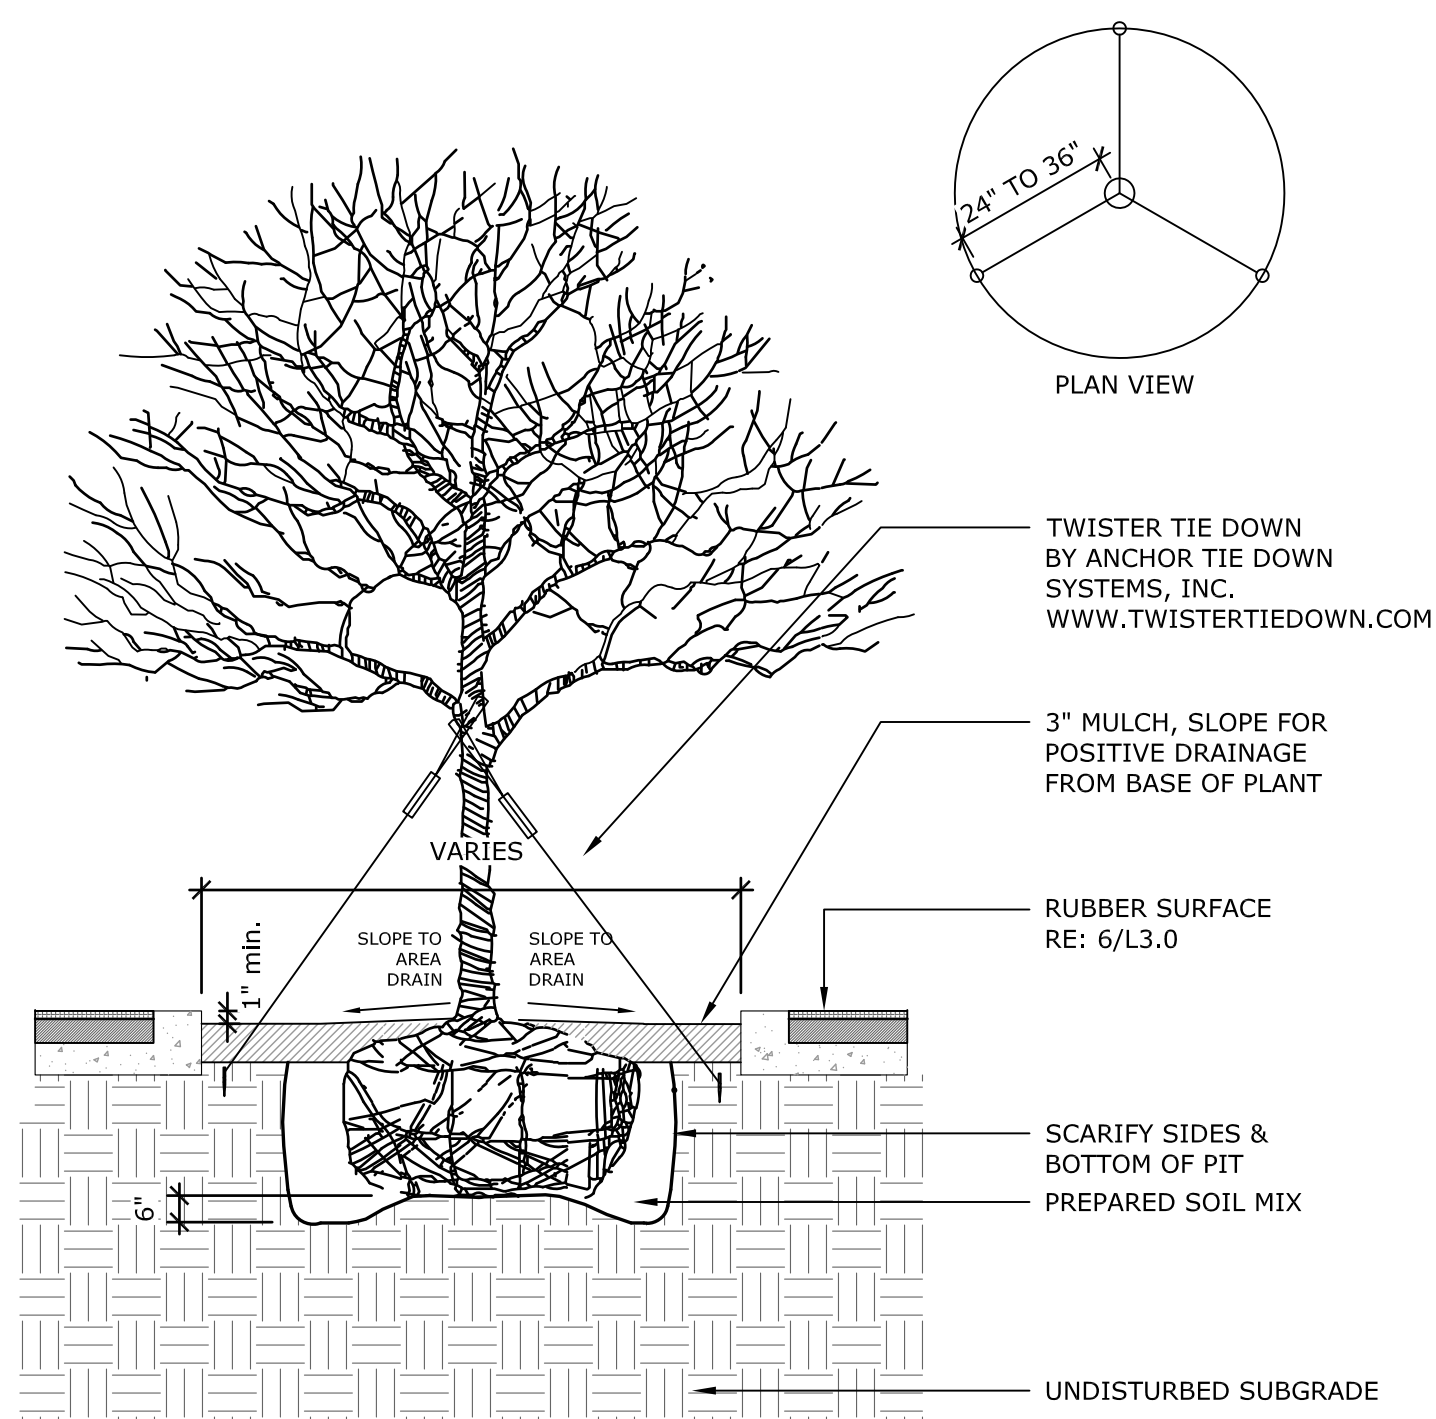 24" TO 36"
PLAN VIEW
TWISTER TIE DOWN
BY ANCHOR TIE DOWN
SYSTEMS, INC.
WWW.TWISTERTIEDOWN.COM
3" MULCH, SLOPE FOR
POSITIVE DRAINAGE
FROM BASE OF PLANT
VARIES
RUBBER SURFACE
RE: 6/L3.0
1" min.
SLOPE TO
AREA
DRAIN
SLOPE TO
AREA
DRAIN
SCARIFY SIDES &
BOTTOM OF PIT
PREPARED SOIL MIX
6"
UNDISTURBED SUBGRADE